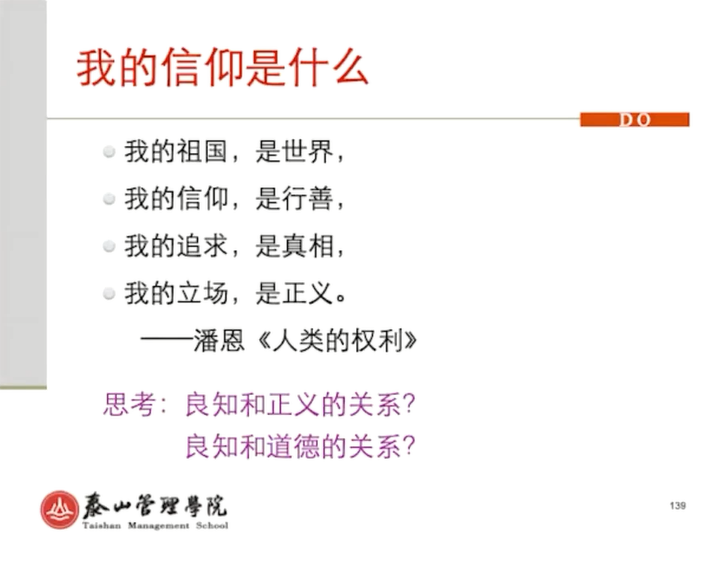 我的信仰是什么
DO
我的祖国，是世界，
我的信仰，是行善，
我的追求，是真相，
我的立场，是正义。
——潘恩《人类的权利》
思考：良知和正义的关系？
良知和道德的关系？
泰山管理學院
Taishan Management School
139